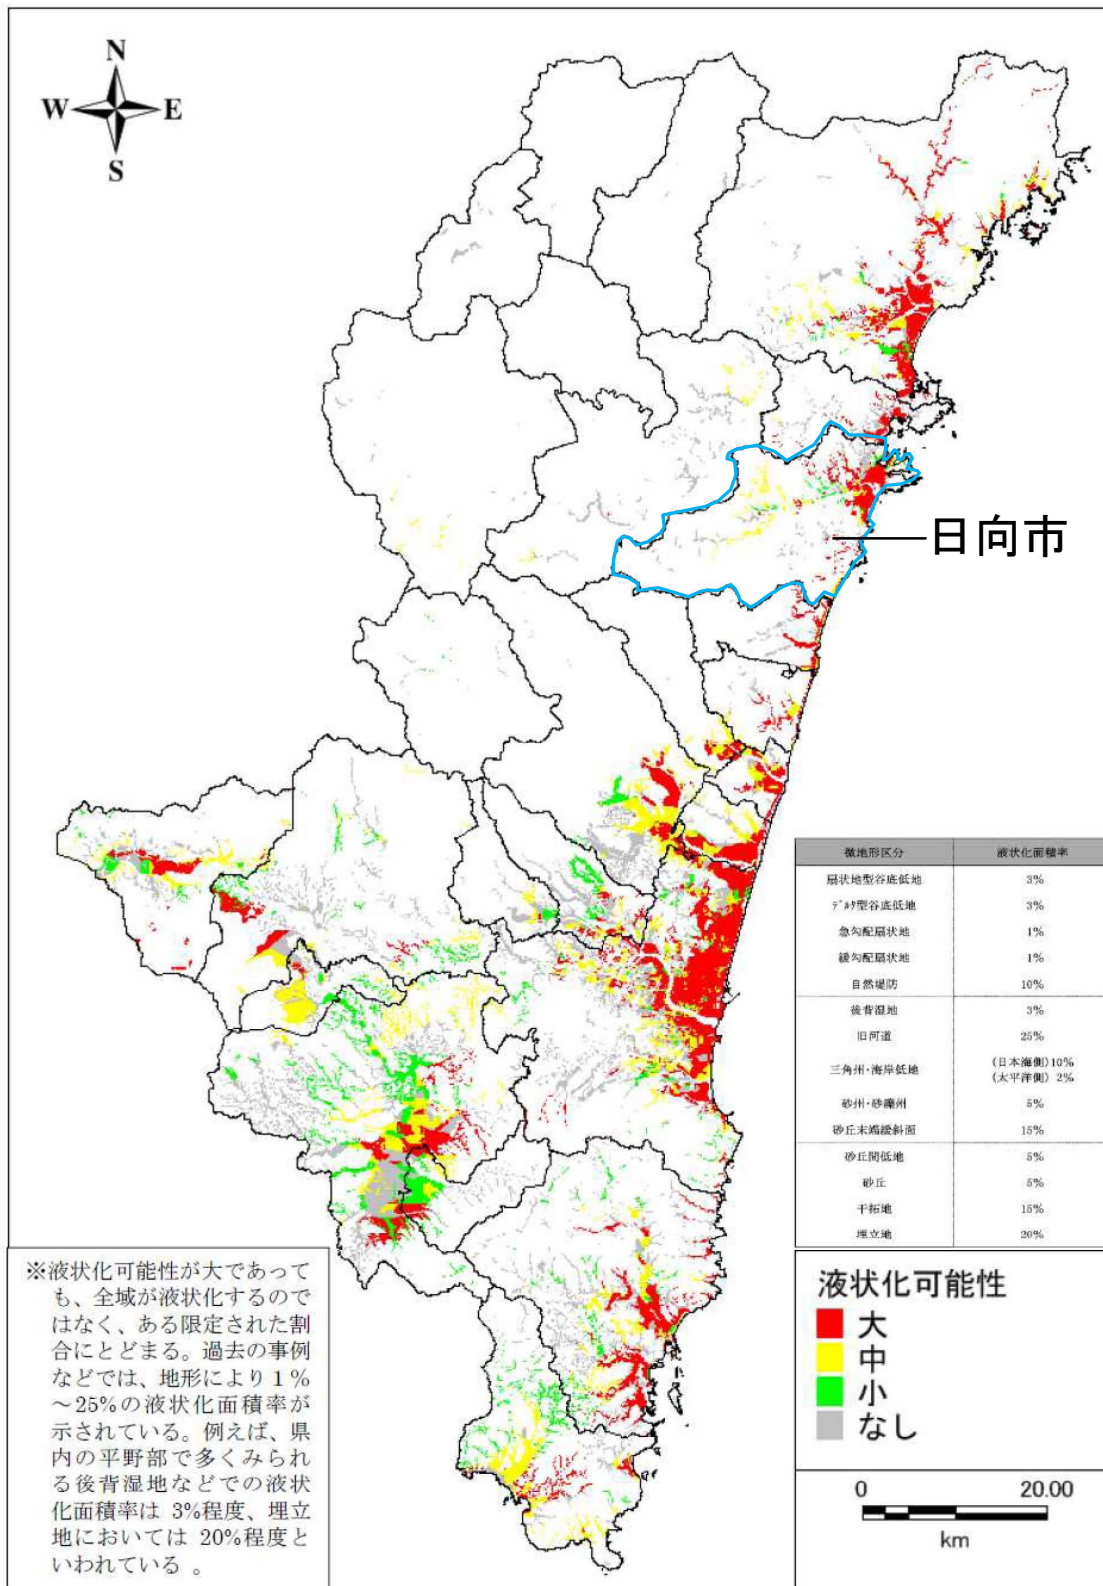 N
W E
S
日向市
微地形区分 液状化面積率
扇状地型谷底低地 3%
デルタ型谷底低地 3%
急勾配扇状地 1%
緩勾配扇状地 1%
自然堤防 10%
後背湿地 3%
旧河道 25%
三角州・海岸低地 (日本海側)10%
(太平洋側) 2%
砂州・砂礫州 5%
砂丘末端緩斜面 15%
砂丘間低地 5%
砂丘 5%
干拓地 15%
埋立地 20%
※液状化可能性が大であって
も、全域が液状化するのでは
はなく、ある限定された割
合にとどまる。過去の事例
などでは、地形により1%
~25%の液状化面積率が
示されている。例えば、県
内の平野部で多くみられ
る後背湿地などでの液状
化面積率は 3%程度、埋立
地においては 20%程度と
いわれている 。
液状化可能性
大
中
小
なし
0 20.00
km